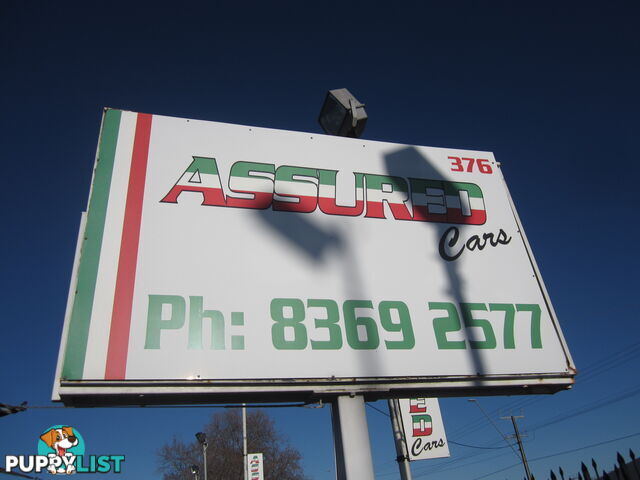 376
ASSURED
Cars
Ph: 8369 2577
ED
Cars
PUPPYLIST